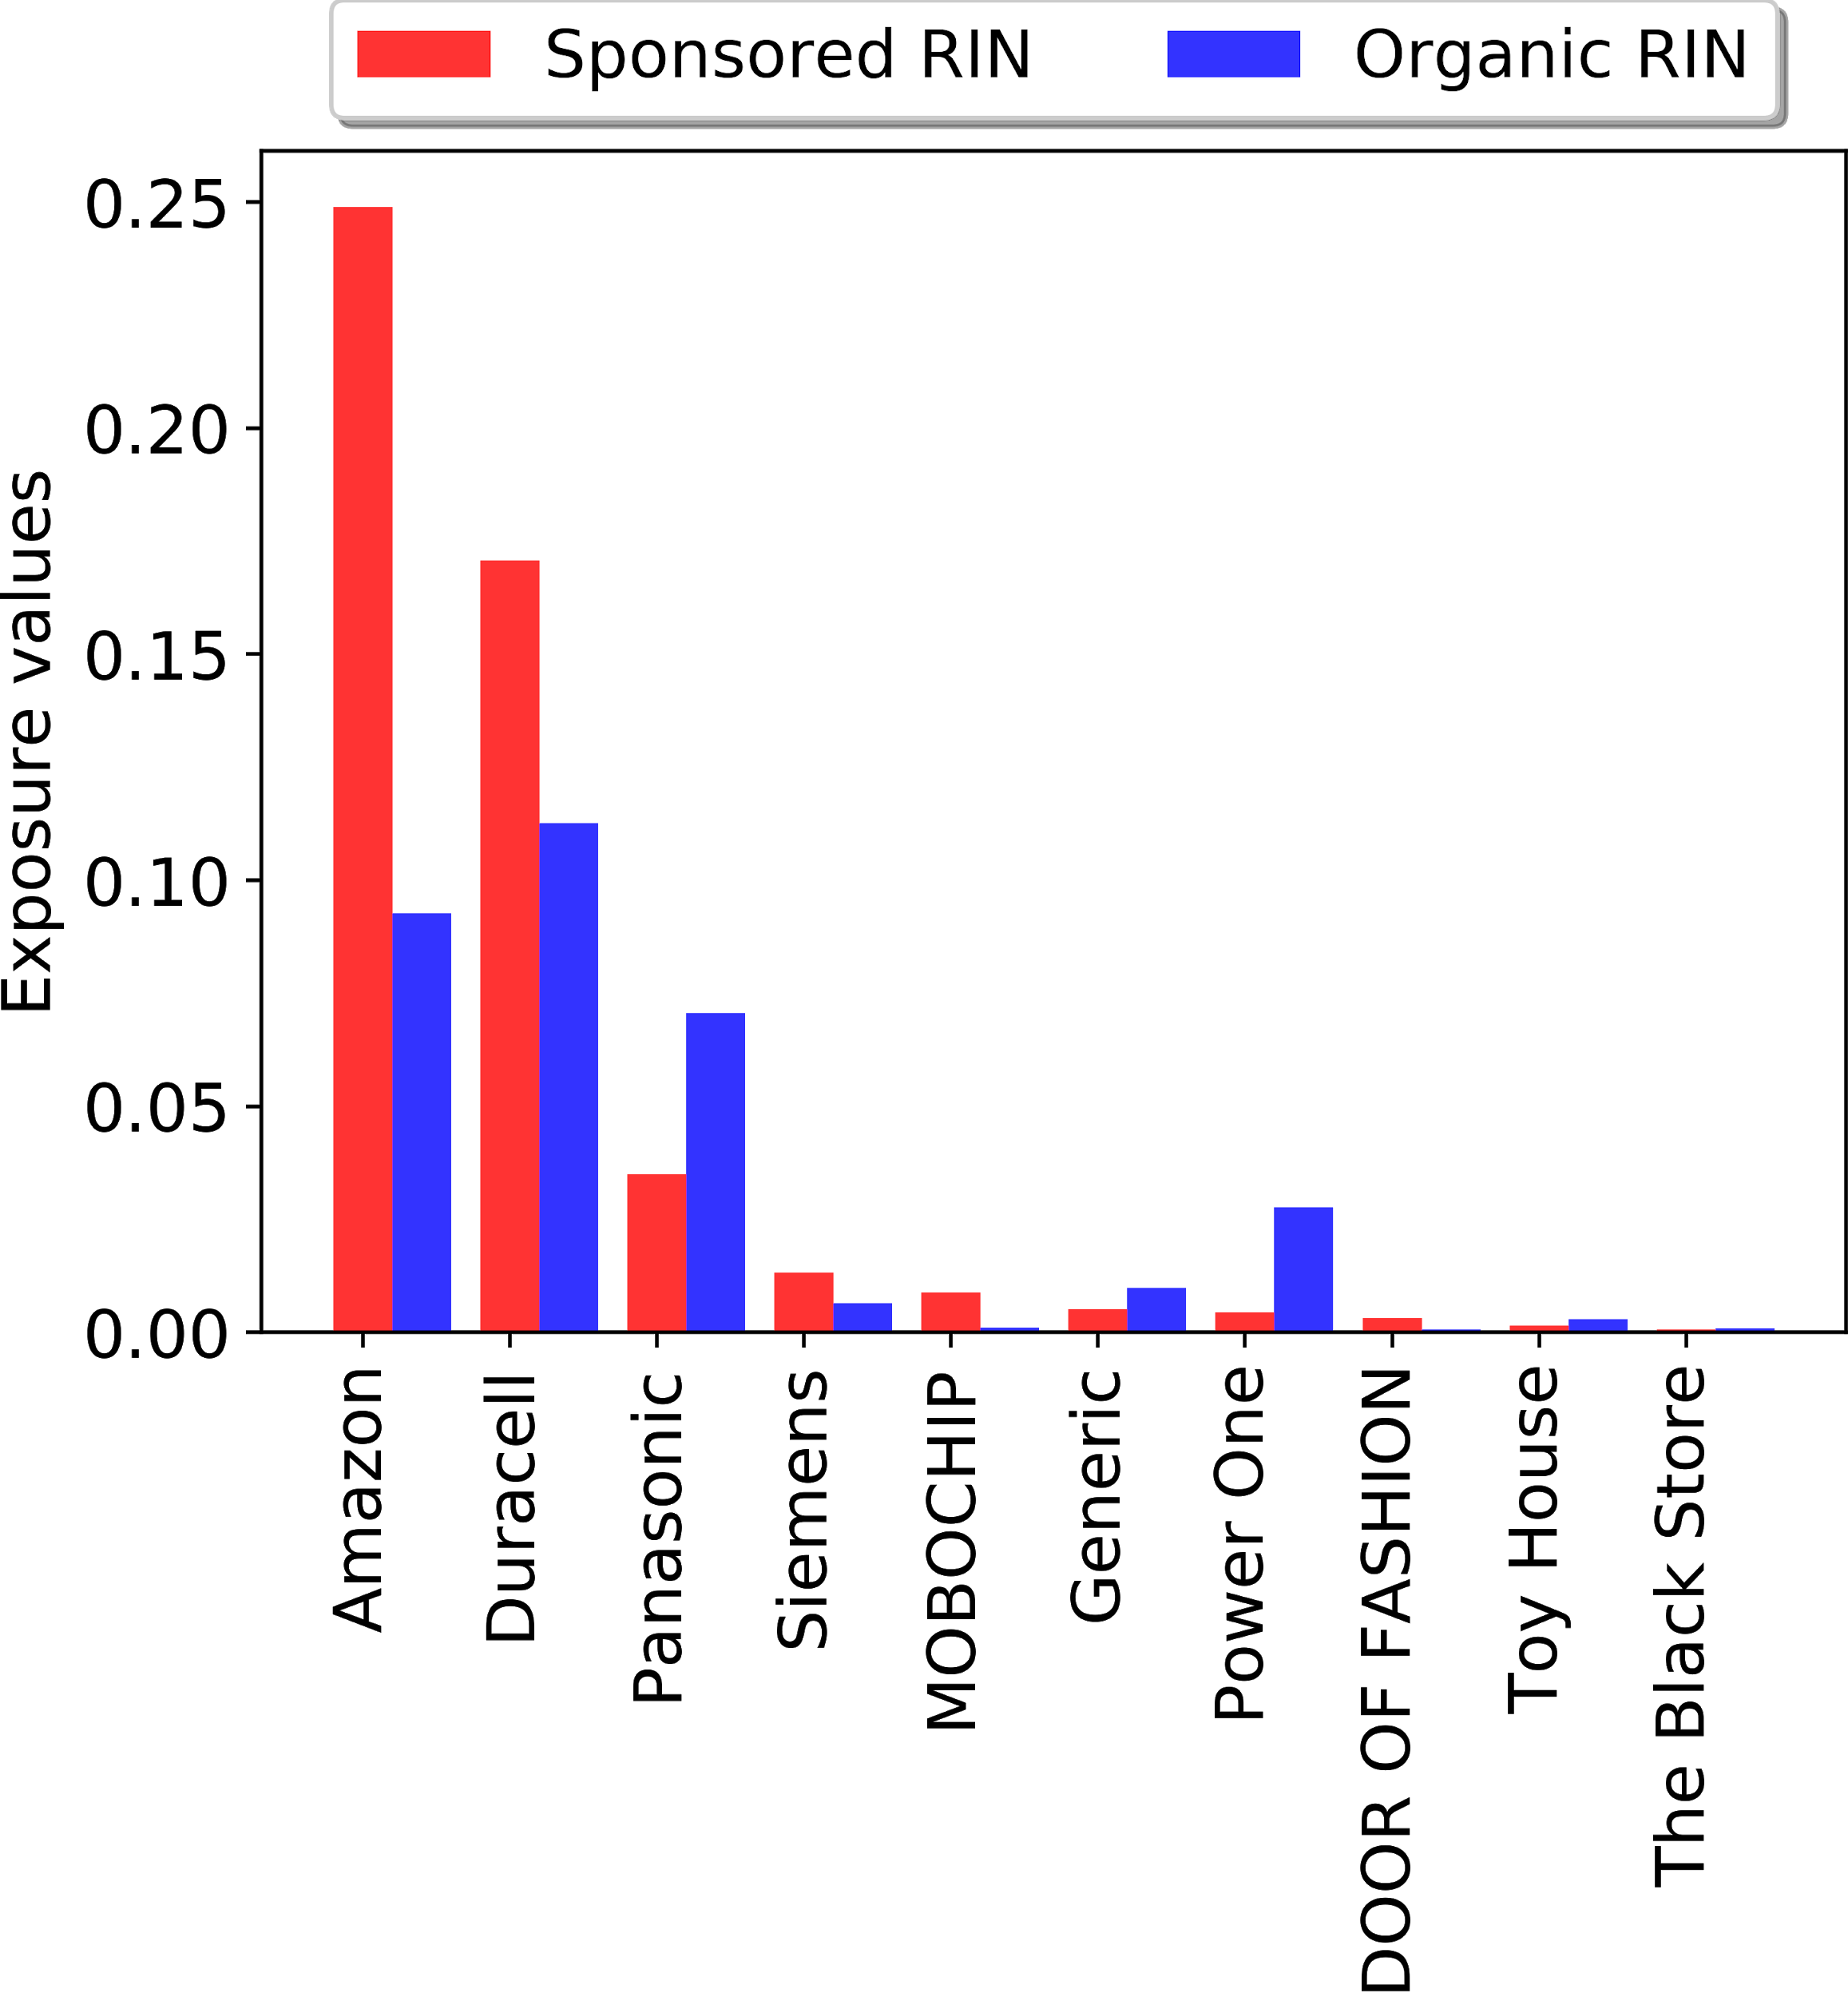 Sponsored RIN
Organic RIN
Exposure values
0.25
0.20
0.15
0.10
0.05
0.00
Amazon
Duracell
Panasonic
Siemens
MOBOCHIP
Generic
Power One
DOOR OF FASHION
Toy House
The Black Store